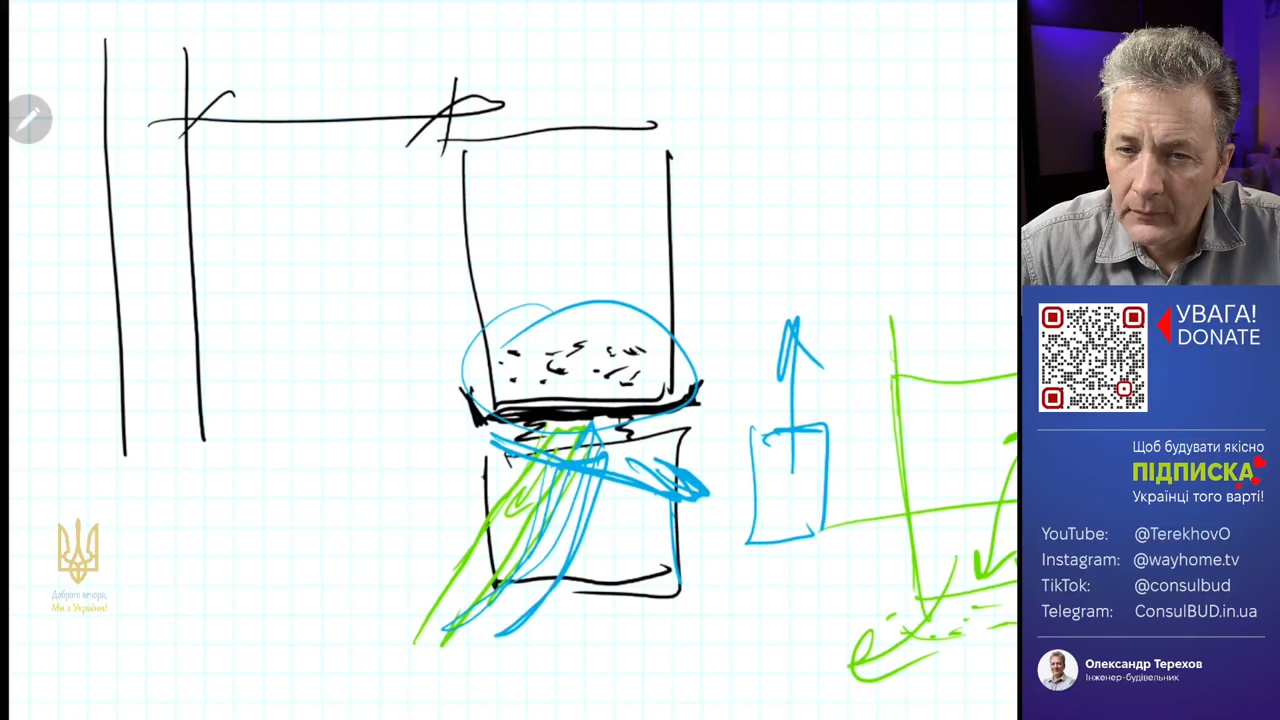 УВАГА!
DONATE
Щоб будувати якісно
ПІДПИСКА
Українці того варті!
YouTube: @TerekhovO
Instagram: @wayhome.tv
TikTok: @consulbud
Telegram: ConsulBUD.in.ua
Олександр Терехов
Інженер-будівельник
Доброго вечора,
Ми з України!